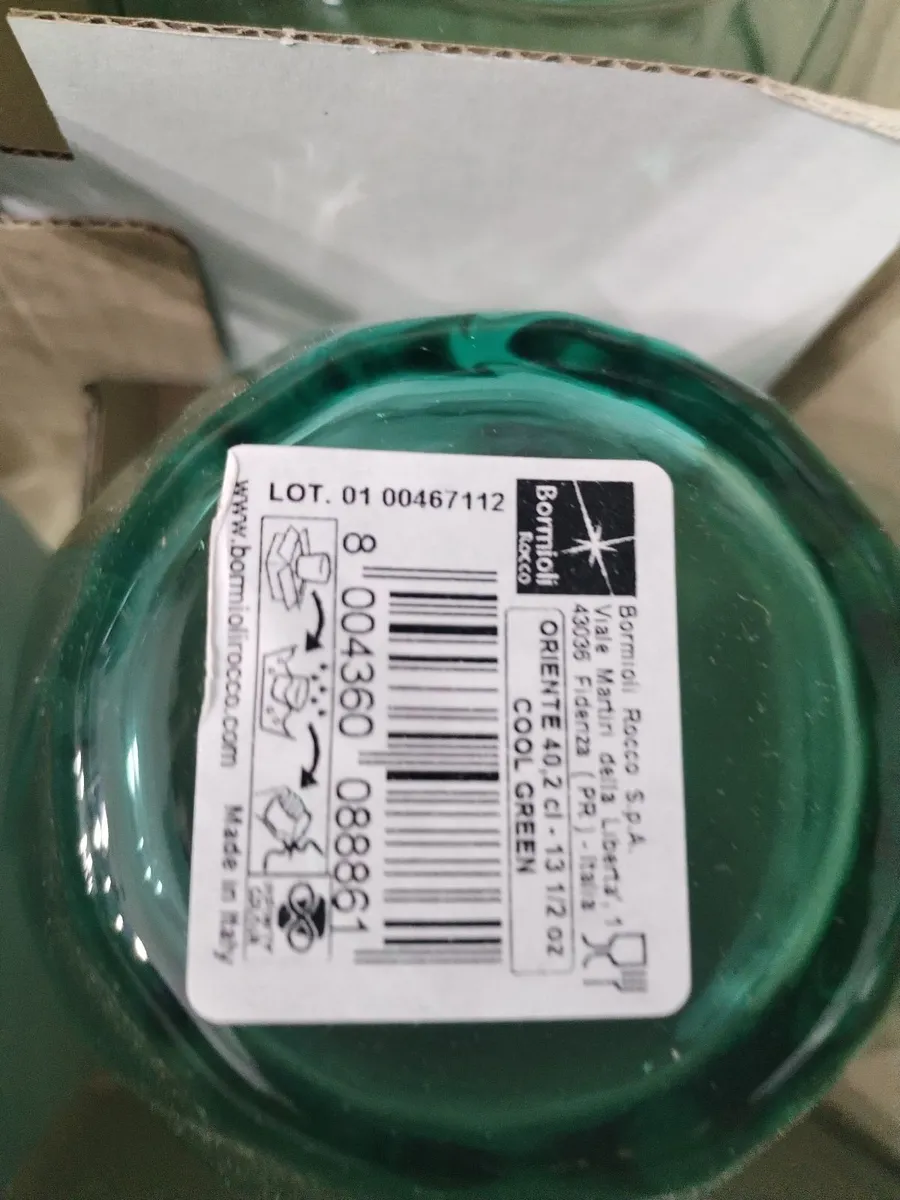 LOT. 01 00467112
Bormioli
Rocco
Bormioli Rocco S.p.A.
Viale Martiri della Liberta', 1
43036 Fidenza (PR) - Italia
ORIENTE 40,2 cl - 13 1/2 oz
COOL GREEN
8 004360 088861
www.bormiolirocco.com Made in Italy